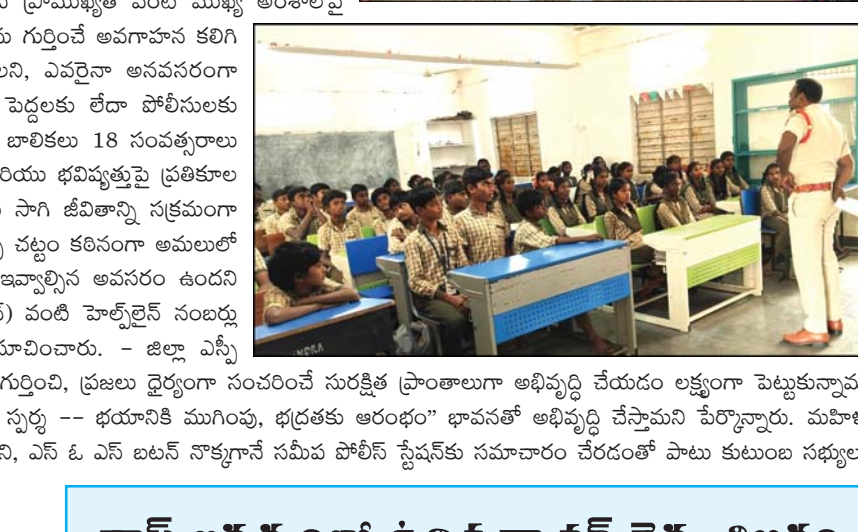 ప్రాముఖ్యత వంటి ముఖ్య అంశాలపై
గుర్తించే అవగాహన కలిగి
ఎవరైనా అనవసరంగా
పెద్దలకు లేదా పోలీసులకు
బాలికలు 18 సంవత్సరాలు
భవిష్యత్తుపై ప్రతికూల
సాగి జీవితాన్ని సక్రమంగా
చట్టం కఠినంగా అమలులో
ఇవ్వాల్సిన అవసరం ఉందని
వంటి హెల్ప్‌లైన్ నంబర్లు
సూచించారు. – జిల్లా ఎస్పీ
గుర్తించి, ప్రజలు ధైర్యంగా సంచరించే సురక్షిత ప్రాంతాలుగా అభివృద్ధి చేయడం లక్ష్యంగా పెట్టుకున్నామ
స్పర్శ –– భయానికి ముగింపు, భద్రతకు ఆరంభం” భావనతో అభివృద్ధి చేస్తామని పేర్కొన్నారు. మహిళ
ని, ఎస్ ఓ ఎస్ బటన్ నొక్కగానే సమీప పోలీస్ స్టేషన్‌కు సమాచారం చేరడంతో పాటు కుటుంబ సభ్యుల